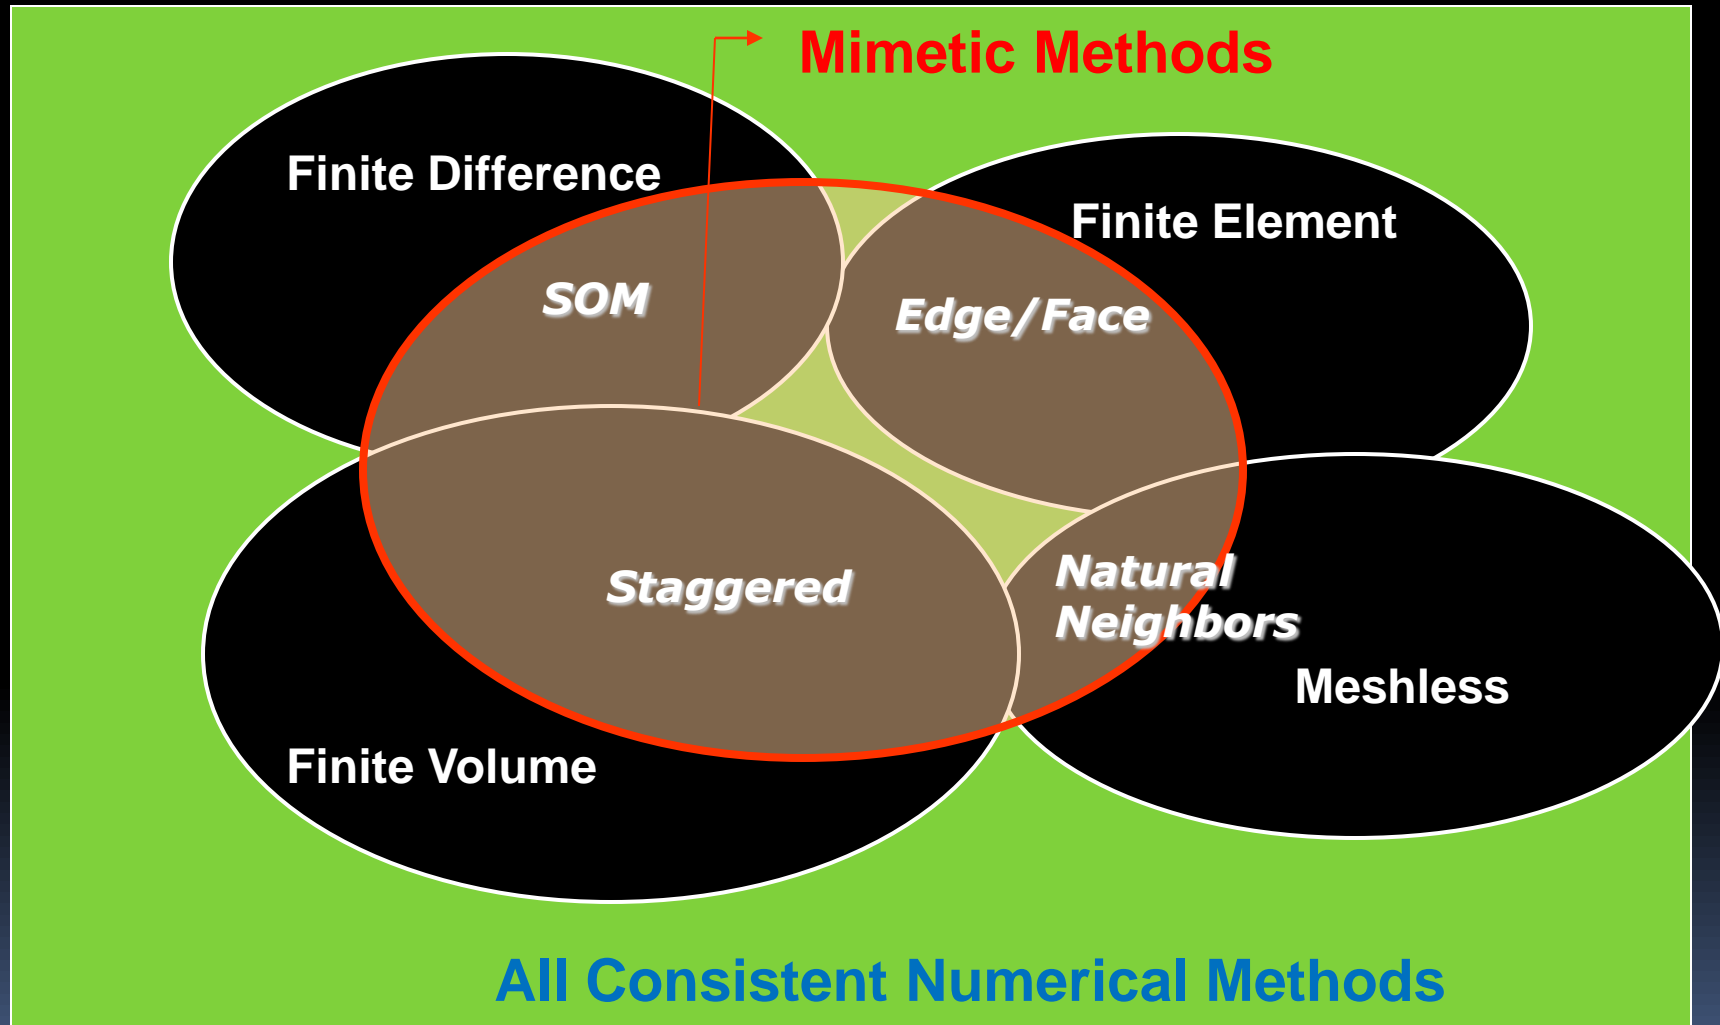 Mimetic Methods
Finite Difference
Finite Element
SOM
Edge/Face
Staggered
Natural
Neighbors
Meshless
Finite Volume
All Consistent Numerical Methods